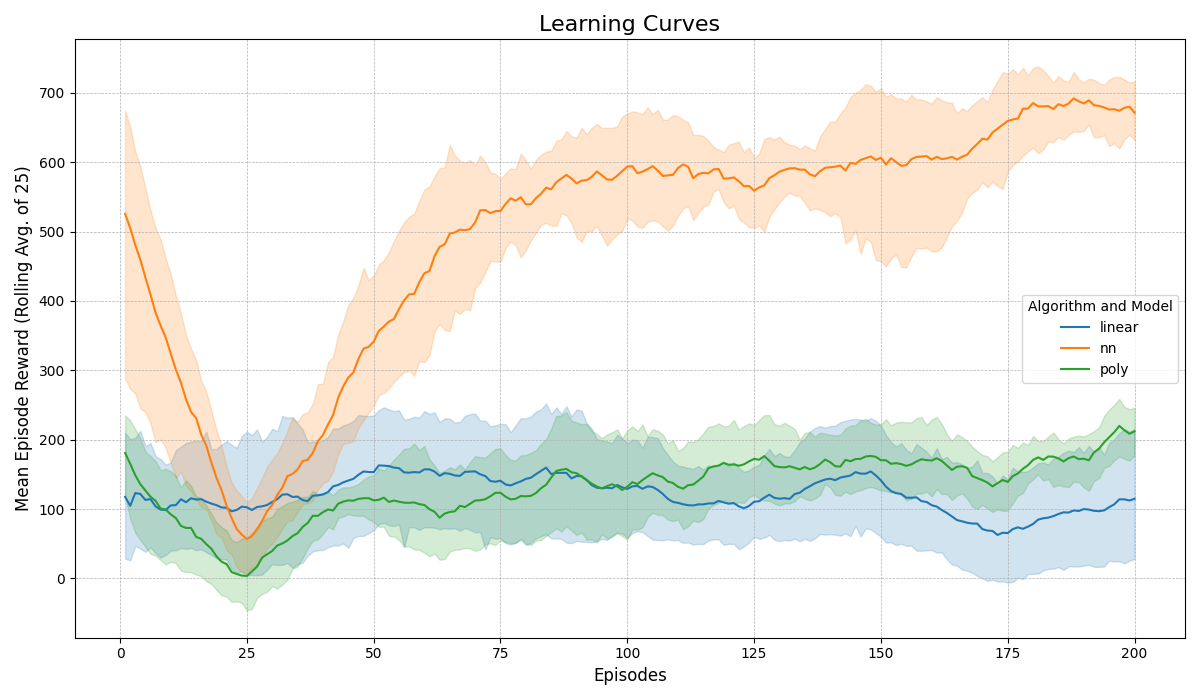 Learning Curves
Mean Episode Reward (Rolling Avg. of 25)
700
600
500
400
300
200
100
0
Algorithm and Model
linear
nn
poly
0 25 50 75 100 125 150 175 200
Episodes